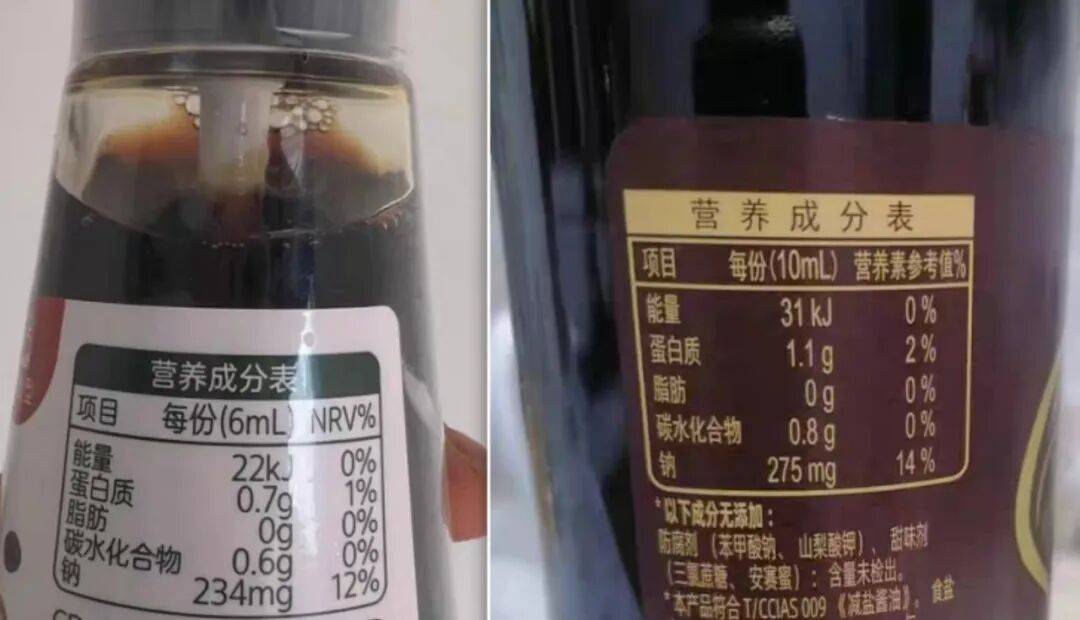 营养成分表
项目 每份(6mL) NRV%
能量 22kJ 0%
蛋白质 0.7g 1%
脂肪 0g 0%
碳水化合物 0.6g 0%
钠 234mg 12%
营养成分表
项目 每份(10mL) 营养素参考值%
能量 31 kJ 0%
蛋白质 1.1 g 2%
脂肪 0 g 0%
碳水化合物 0.8 g 0%
钠 275 mg 14%
*以下成分无添加：
防腐剂（苯甲酸钠、山梨酸钾）、甜味剂
（三氯蔗糖、安赛蜜）：含量未检出。
*本产品符合T/CCIAS 009《减盐酱油》。食盐